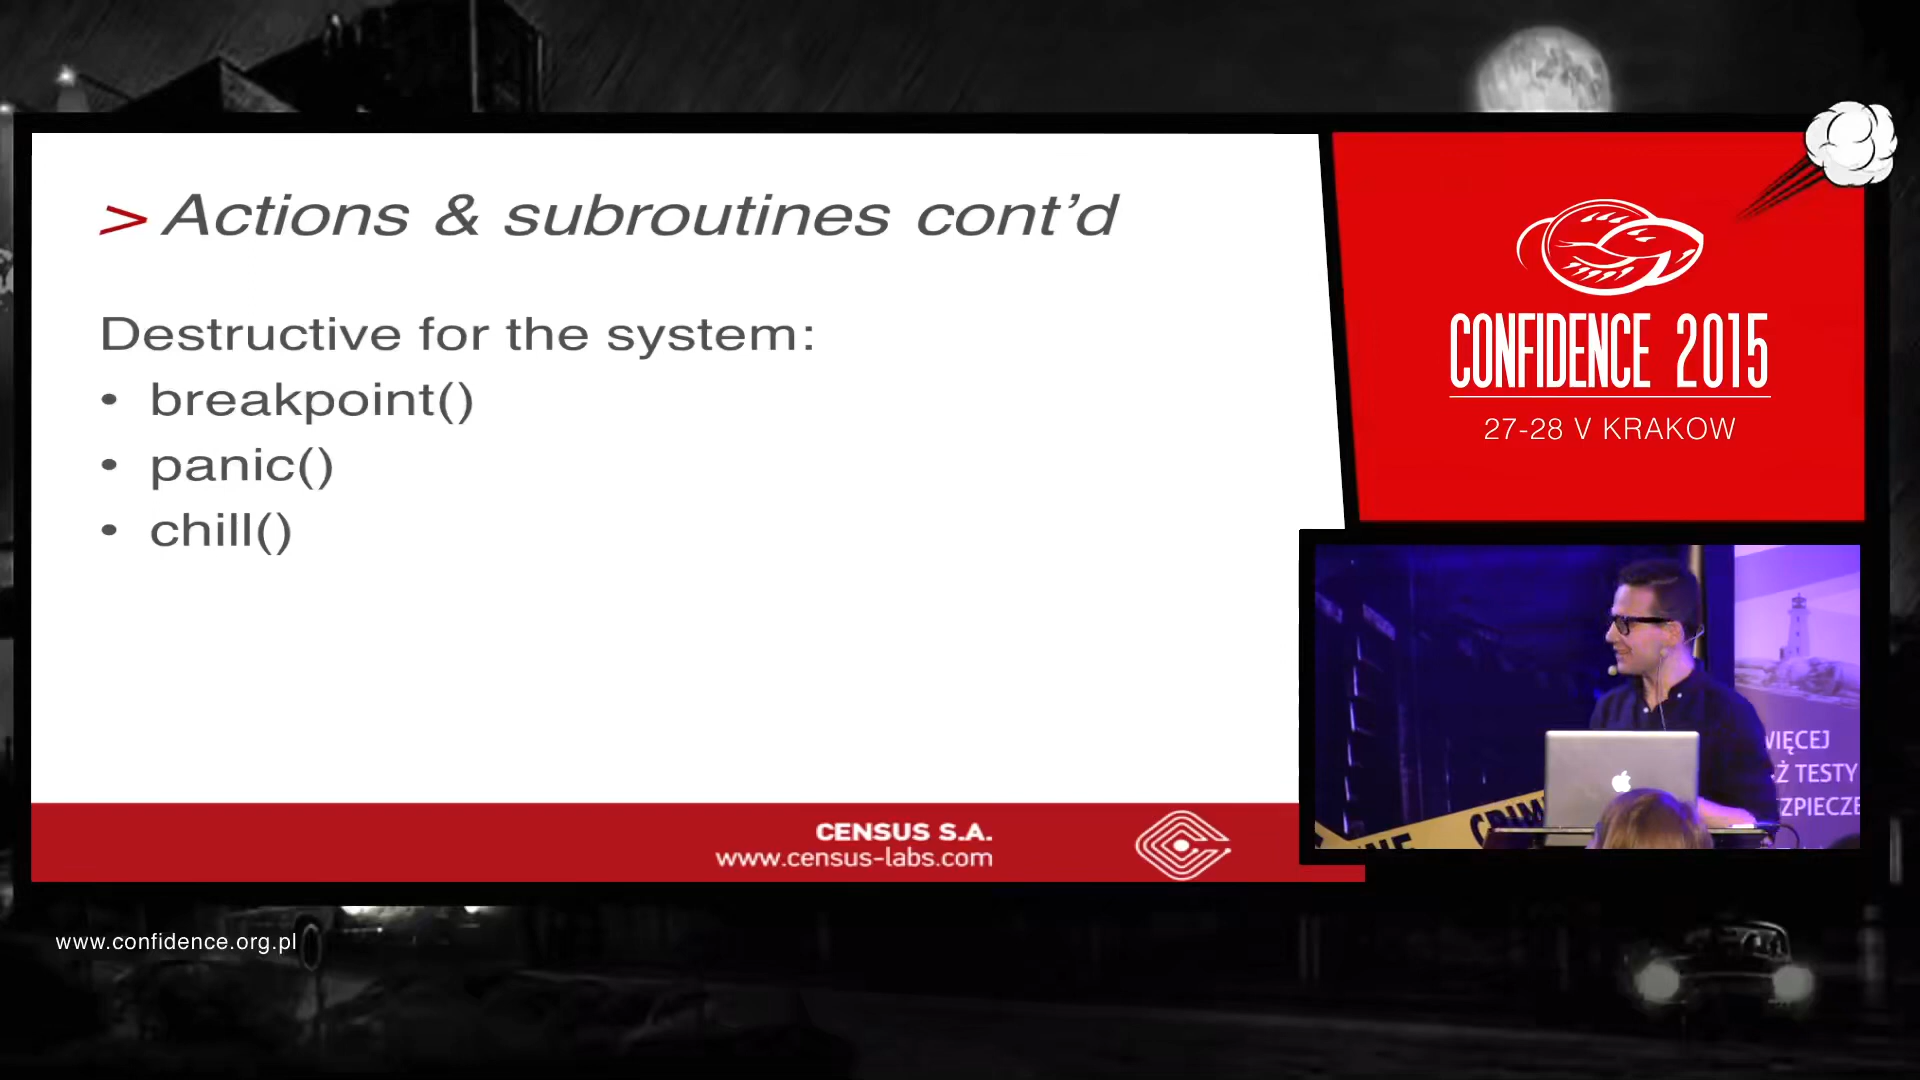 > Actions & subroutines cont’d
Destructive for the system:
• breakpoint()
• panic()
• chill()
CENSUS S.A.
www.census-labs.com
CONFIDENCE 2015
27-28 V KRAKOW
WIĘCEJ
TESTY
CRIME
www.confidence.org.pl